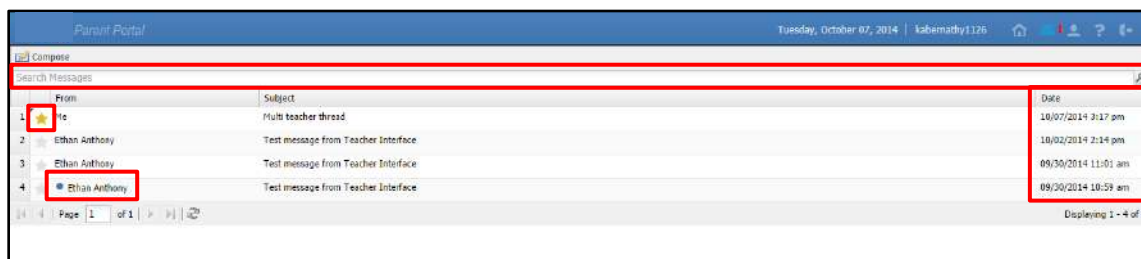 Parent Portal Tuesday, October 07, 2014 | kabernathy1126 ?
Compose
Search Messages
From Subject Date
1 Me Multi teacher thread 10/07/2014 3:17 pm
2 Ethan Anthony Test message from Teacher Interface 10/02/2014 2:14 pm
3 Ethan Anthony Test message from Teacher Interface 09/30/2014 11:01 am
4 Ethan Anthony Test message from Teacher Interface 09/30/2014 10:59 am
Page 1 of 1 Displaying 1 - 4 of